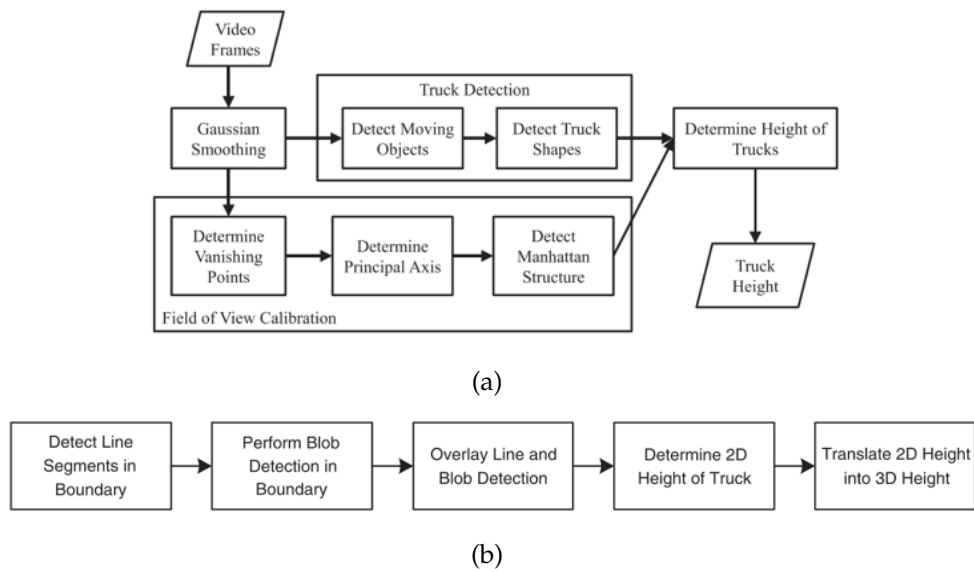 Video
Frames
Truck Detection
Gaussian
Smoothing
Detect Moving
Objects
Detect Truck
Shapes
Determine Height of
Trucks
Determine
Vanishing
Points
Determine
Principal Axis
Detect
Manhattan
Structure
Truck
Height
Field of View Calibration
(a)
Detect Line
Segments in
Boundary
Perform Blob
Detection in
Boundary
Overlay Line and
Blob Detection
Determine 2D
Height of Truck
Translate 2D Height
into 3D Height
(b)